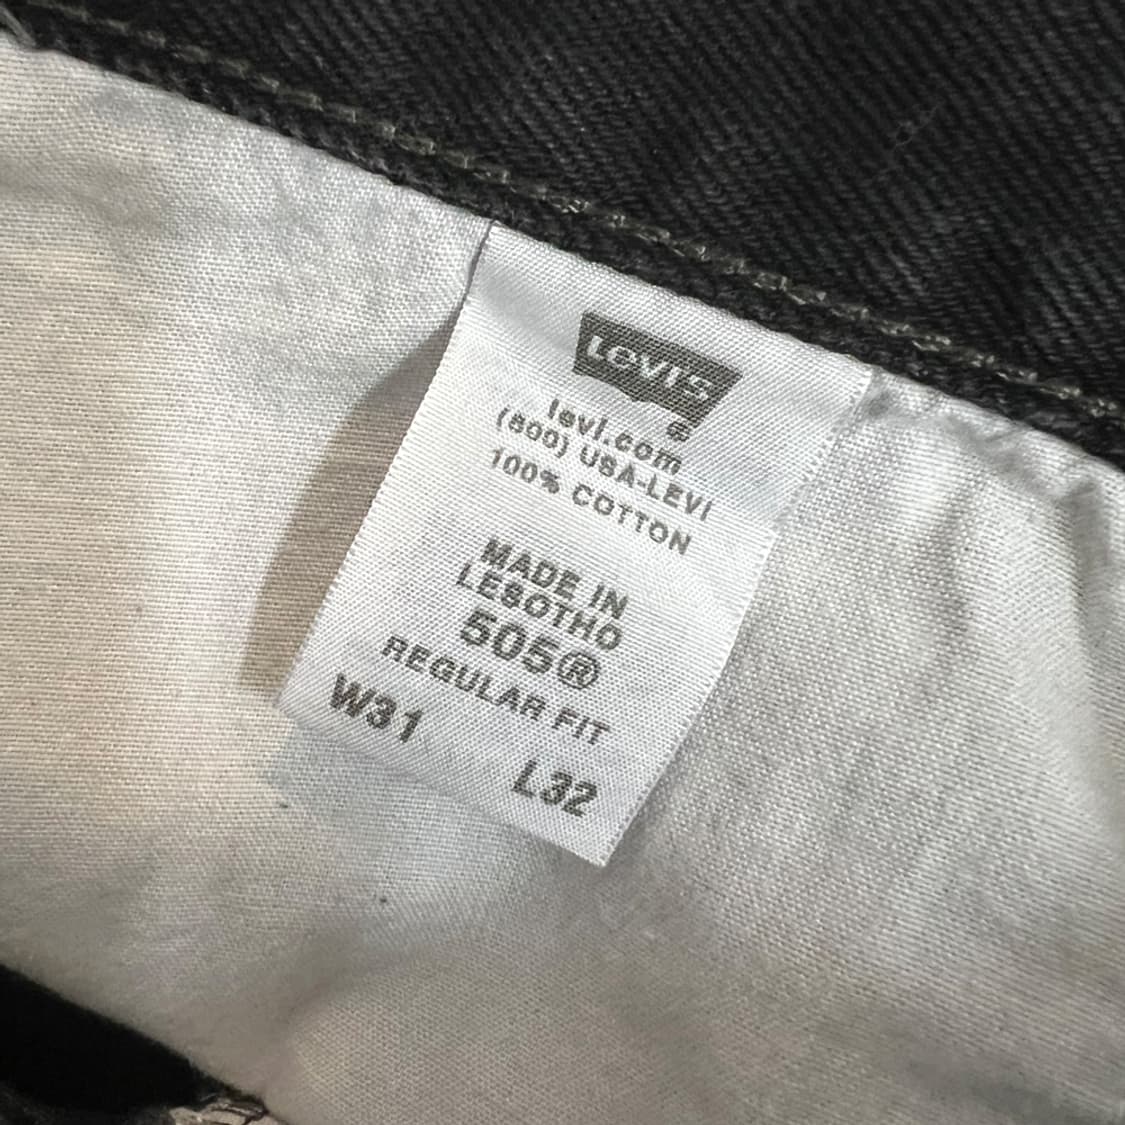 Levi's
®
levi.com
(800) USA-LEVI
100% COTTON
MADE IN
LESOTHO
505®
REGULAR FIT
W31 L32